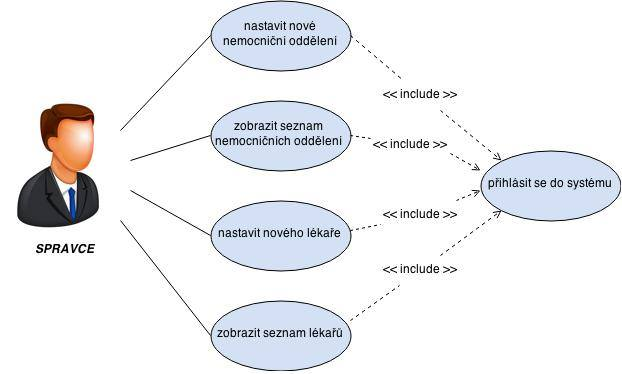 nastavit nové
nemocniční oddělení
<< include >>
zobrazit seznam
nemocničních oddělení
<< include >>
přihlásit se do systému
nastavit nového lékaře
<< include >>
SPRAVCE
<< include >>
zobrazit seznam lékařů